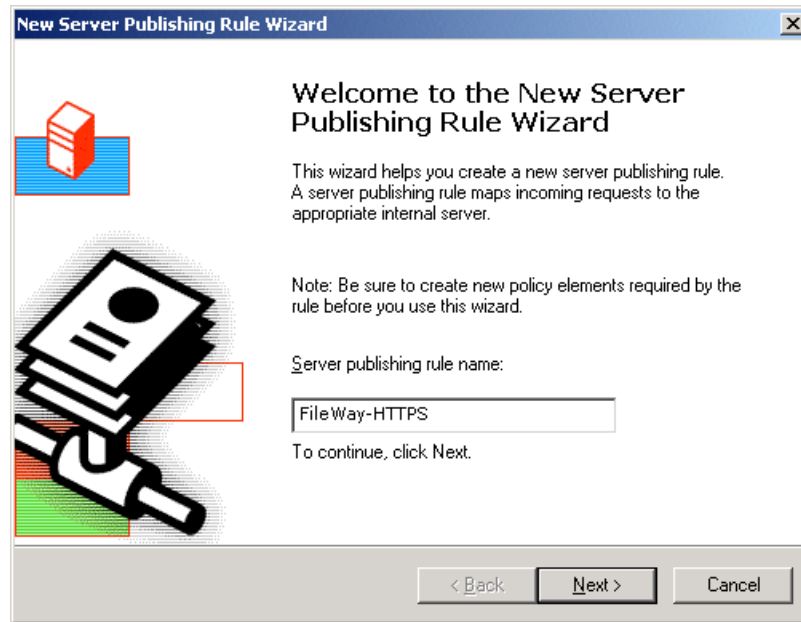 New Server Publishing Rule Wizard
Welcome to the New Server
Publishing Rule Wizard
This wizard helps you create a new server publishing rule.
A server publishing rule maps incoming requests to the
appropriate internal server.
Note: Be sure to create new policy elements required by the
rule before you use this wizard.
Server publishing rule name:
FileWay-HTTPS
To continue, click Next.
< Back Next > Cancel